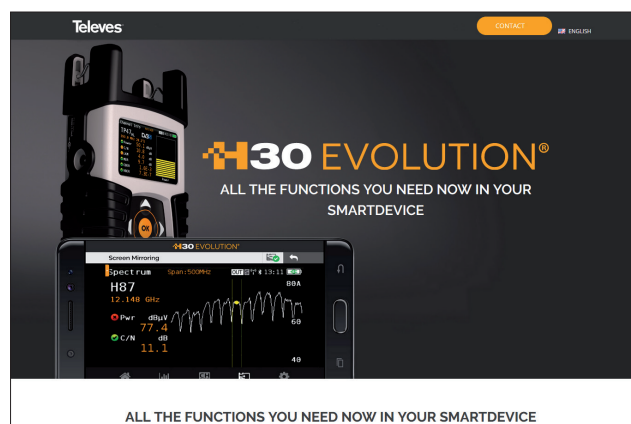 Televes
CONTACT
ENGLISH
H30 EVOLUTION®
ALL THE FUNCTIONS YOU NEED NOW IN YOUR
SMARTDEVICE
TP47
OK
H30 EVOLUTION®
Screen Mirroring
Spectrum Span:500MHz OUT 13:11
H87 80A
12.148 GHz
Pwr dBµV
77.4 60
C/N dB
11.1
40
ALL THE FUNCTIONS YOU NEED NOW IN YOUR SMARTDEVICE